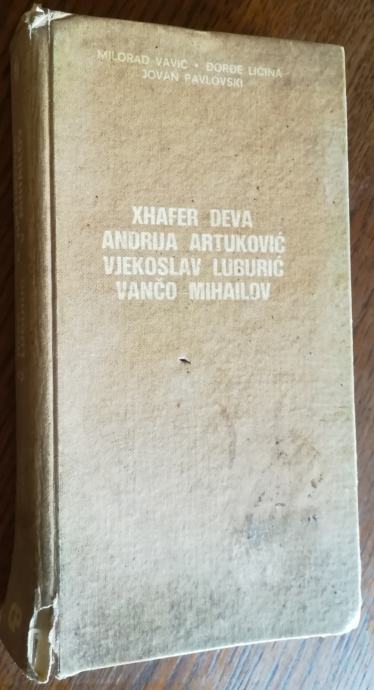 MILORAD VAVIĆ • ĐORĐE LIČINA
JOVAN PAVLOVSKI
XHAFER DEVA
ANDRIJA ARTUKOVIĆ
VJEKOSLAV LUBURIĆ
VANČO MIHAILOV